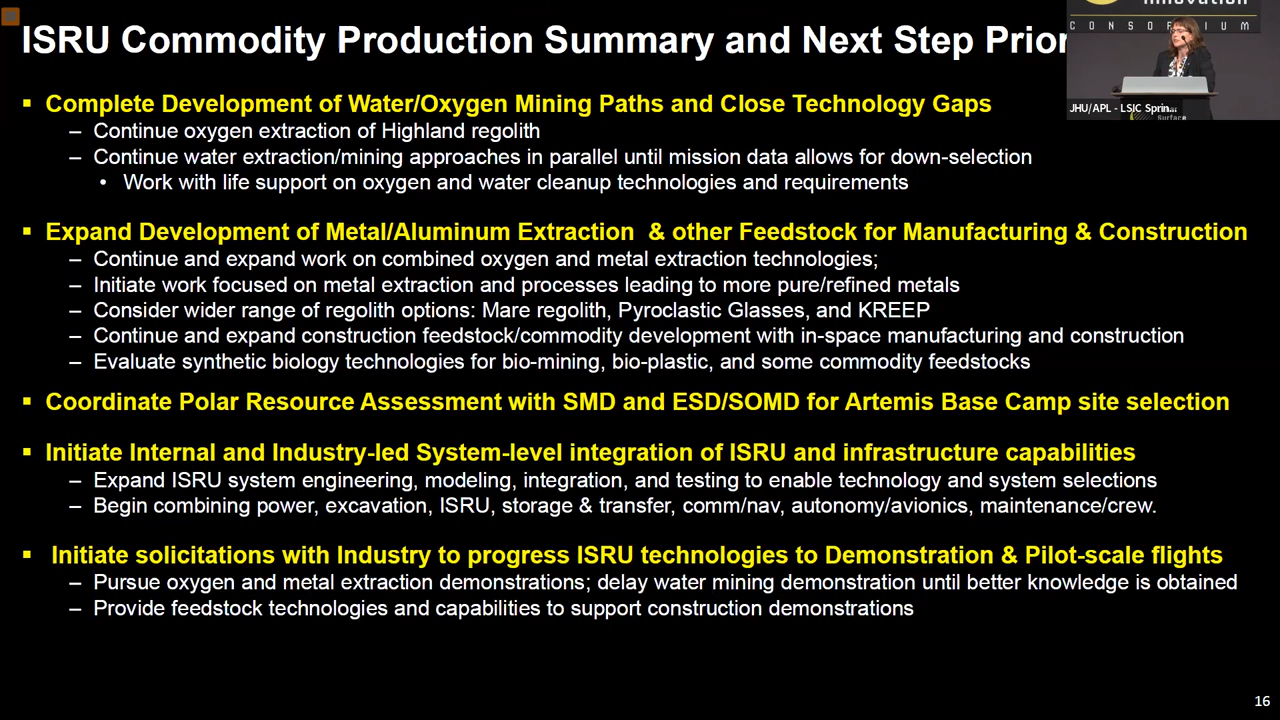 ISRU Commodity Production Summary and Next Step Prior
innovation
CONSORTIUM
JHU/APL - LSIC Sprin...
Surface
▪ Complete Development of Water/Oxygen Mining Paths and Close Technology Gaps
– Continue oxygen extraction of Highland regolith
– Continue water extraction/mining approaches in parallel until mission data allows for down-selection
• Work with life support on oxygen and water cleanup technologies and requirements
▪ Expand Development of Metal/Aluminum Extraction & other Feedstock for Manufacturing & Construction
– Continue and expand work on combined oxygen and metal extraction technologies;
– Initiate work focused on metal extraction and processes leading to more pure/refined metals
– Consider wider range of regolith options: Mare regolith, Pyroclastic Glasses, and KREEP
– Continue and expand construction feedstock/commodity development with in-space manufacturing and construction
– Evaluate synthetic biology technologies for bio-mining, bio-plastic, and some commodity feedstocks
▪ Coordinate Polar Resource Assessment with SMD and ESD/SOMD for Artemis Base Camp site selection
▪ Initiate Internal and Industry-led System-level integration of ISRU and infrastructure capabilities
– Expand ISRU system engineering, modeling, integration, and testing to enable technology and system selections
– Begin combining power, excavation, ISRU, storage & transfer, comm/nav, autonomy/avionics, maintenance/crew.
▪ Initiate solicitations with Industry to progress ISRU technologies to Demonstration & Pilot-scale flights
– Pursue oxygen and metal extraction demonstrations; delay water mining demonstration until better knowledge is obtained
– Provide feedstock technologies and capabilities to support construction demonstrations
16